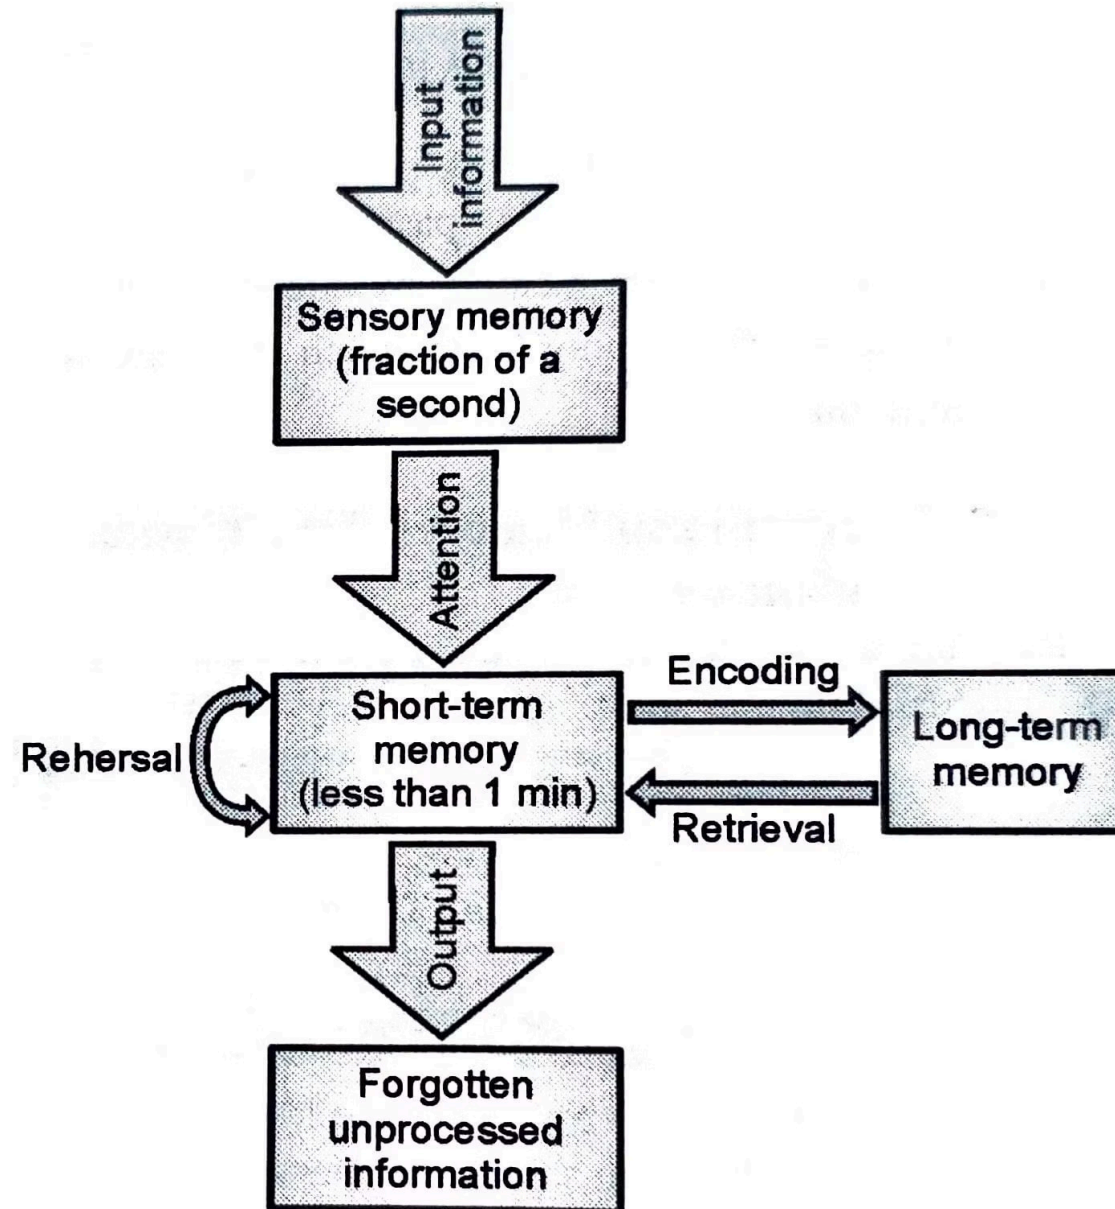 Input
information
Sensory memory
(fraction of a
second)
Attention
Short-term
memory
(less than 1 min)
Rehersal
Encoding
Retrieval
Long-term
memory
Output
Forgotten
unprocessed
information